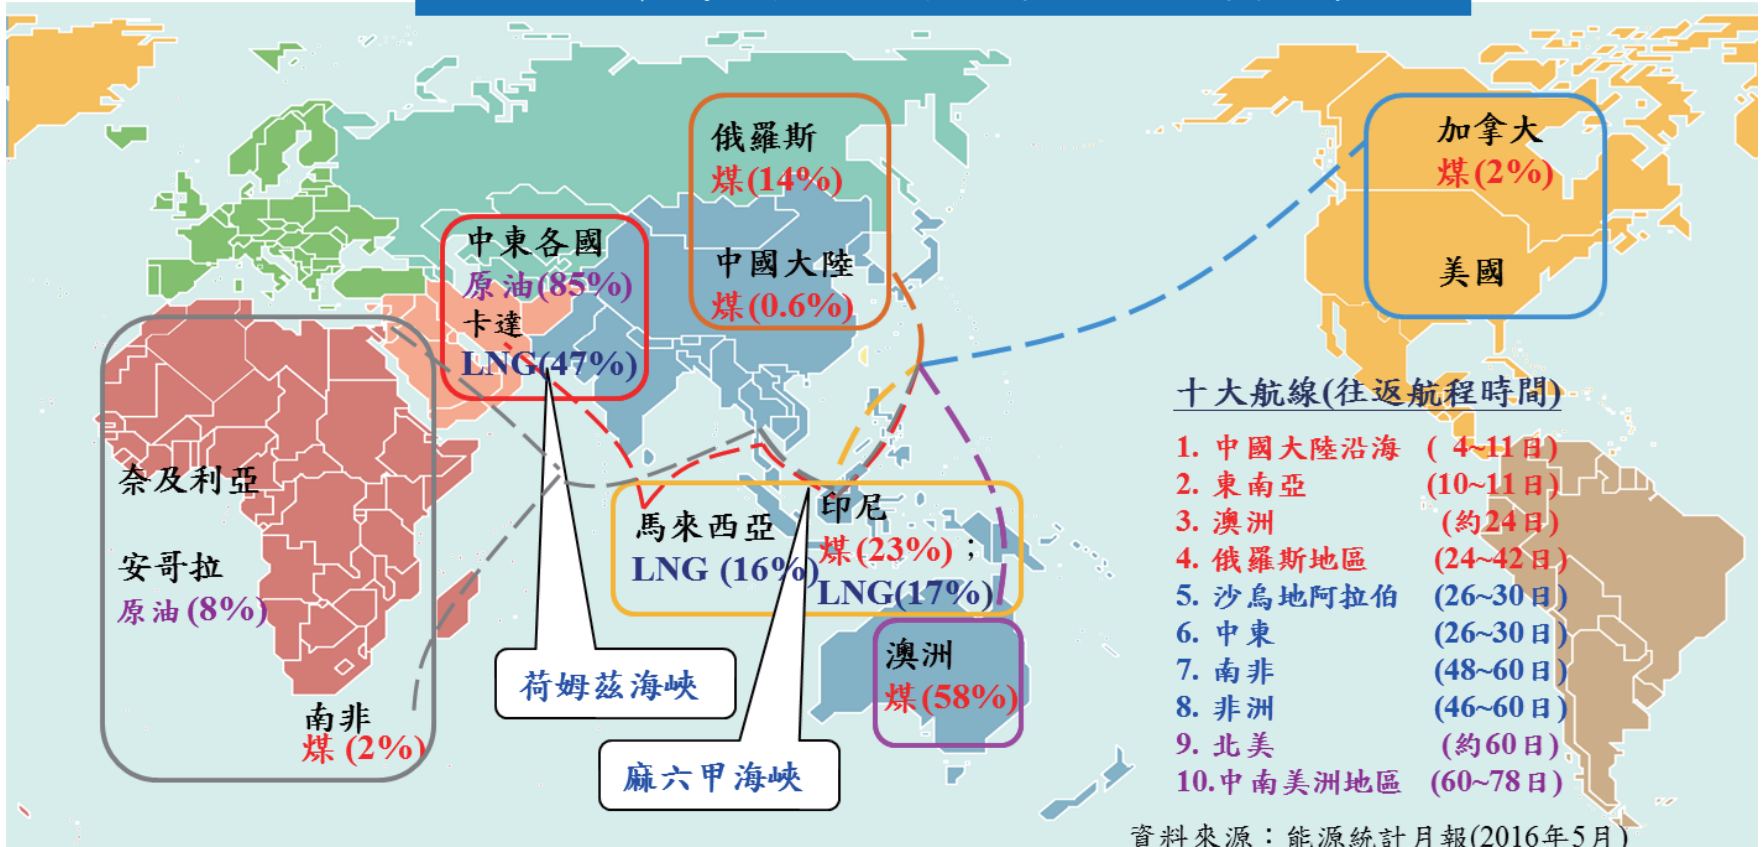 俄羅斯
煤(14%)
中國大陸
煤(0.6%)
加拿大
煤(2%)
美國
中東各國
原油(85%)
卡達
LNG(47%)
奈及利亞
安哥拉
原油(8%)
南非
煤 (2%)
馬來西亞
LNG (16%)
印尼
煤(23%)；
LNG(17%)
澳洲
煤(58%)
荷姆茲海峽
麻六甲海峽
十大航線(往返航程時間)
1. 中國大陸沿海 ( 4~11日)
2. 東南亞 (10~11日)
3. 澳洲 (約24日)
4. 俄羅斯地區 (24~42日)
5. 沙烏地阿拉伯 (26~30日)
6. 中東 (26~30日)
7. 南非 (48~60日)
8. 非洲 (46~60日)
9. 北美 (約60日)
10.中南美洲地區 (60~78日)
資料來源：能源統計月報(2016年5月)